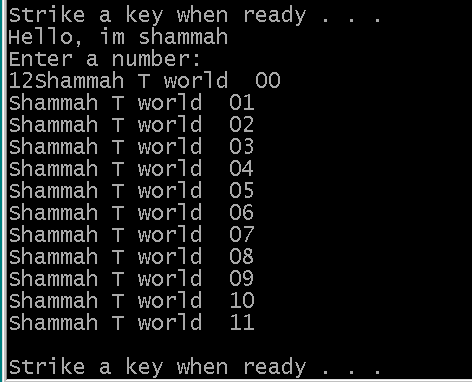 Strike a key when ready . . .
Hello, im shammah
Enter a number:
12Shammah T world  00
Shammah T world  01
Shammah T world  02
Shammah T world  03
Shammah T world  04
Shammah T world  05
Shammah T world  06
Shammah T world  07
Shammah T world  08
Shammah T world  09
Shammah T world  10
Shammah T world  11
Strike a key when ready . . .